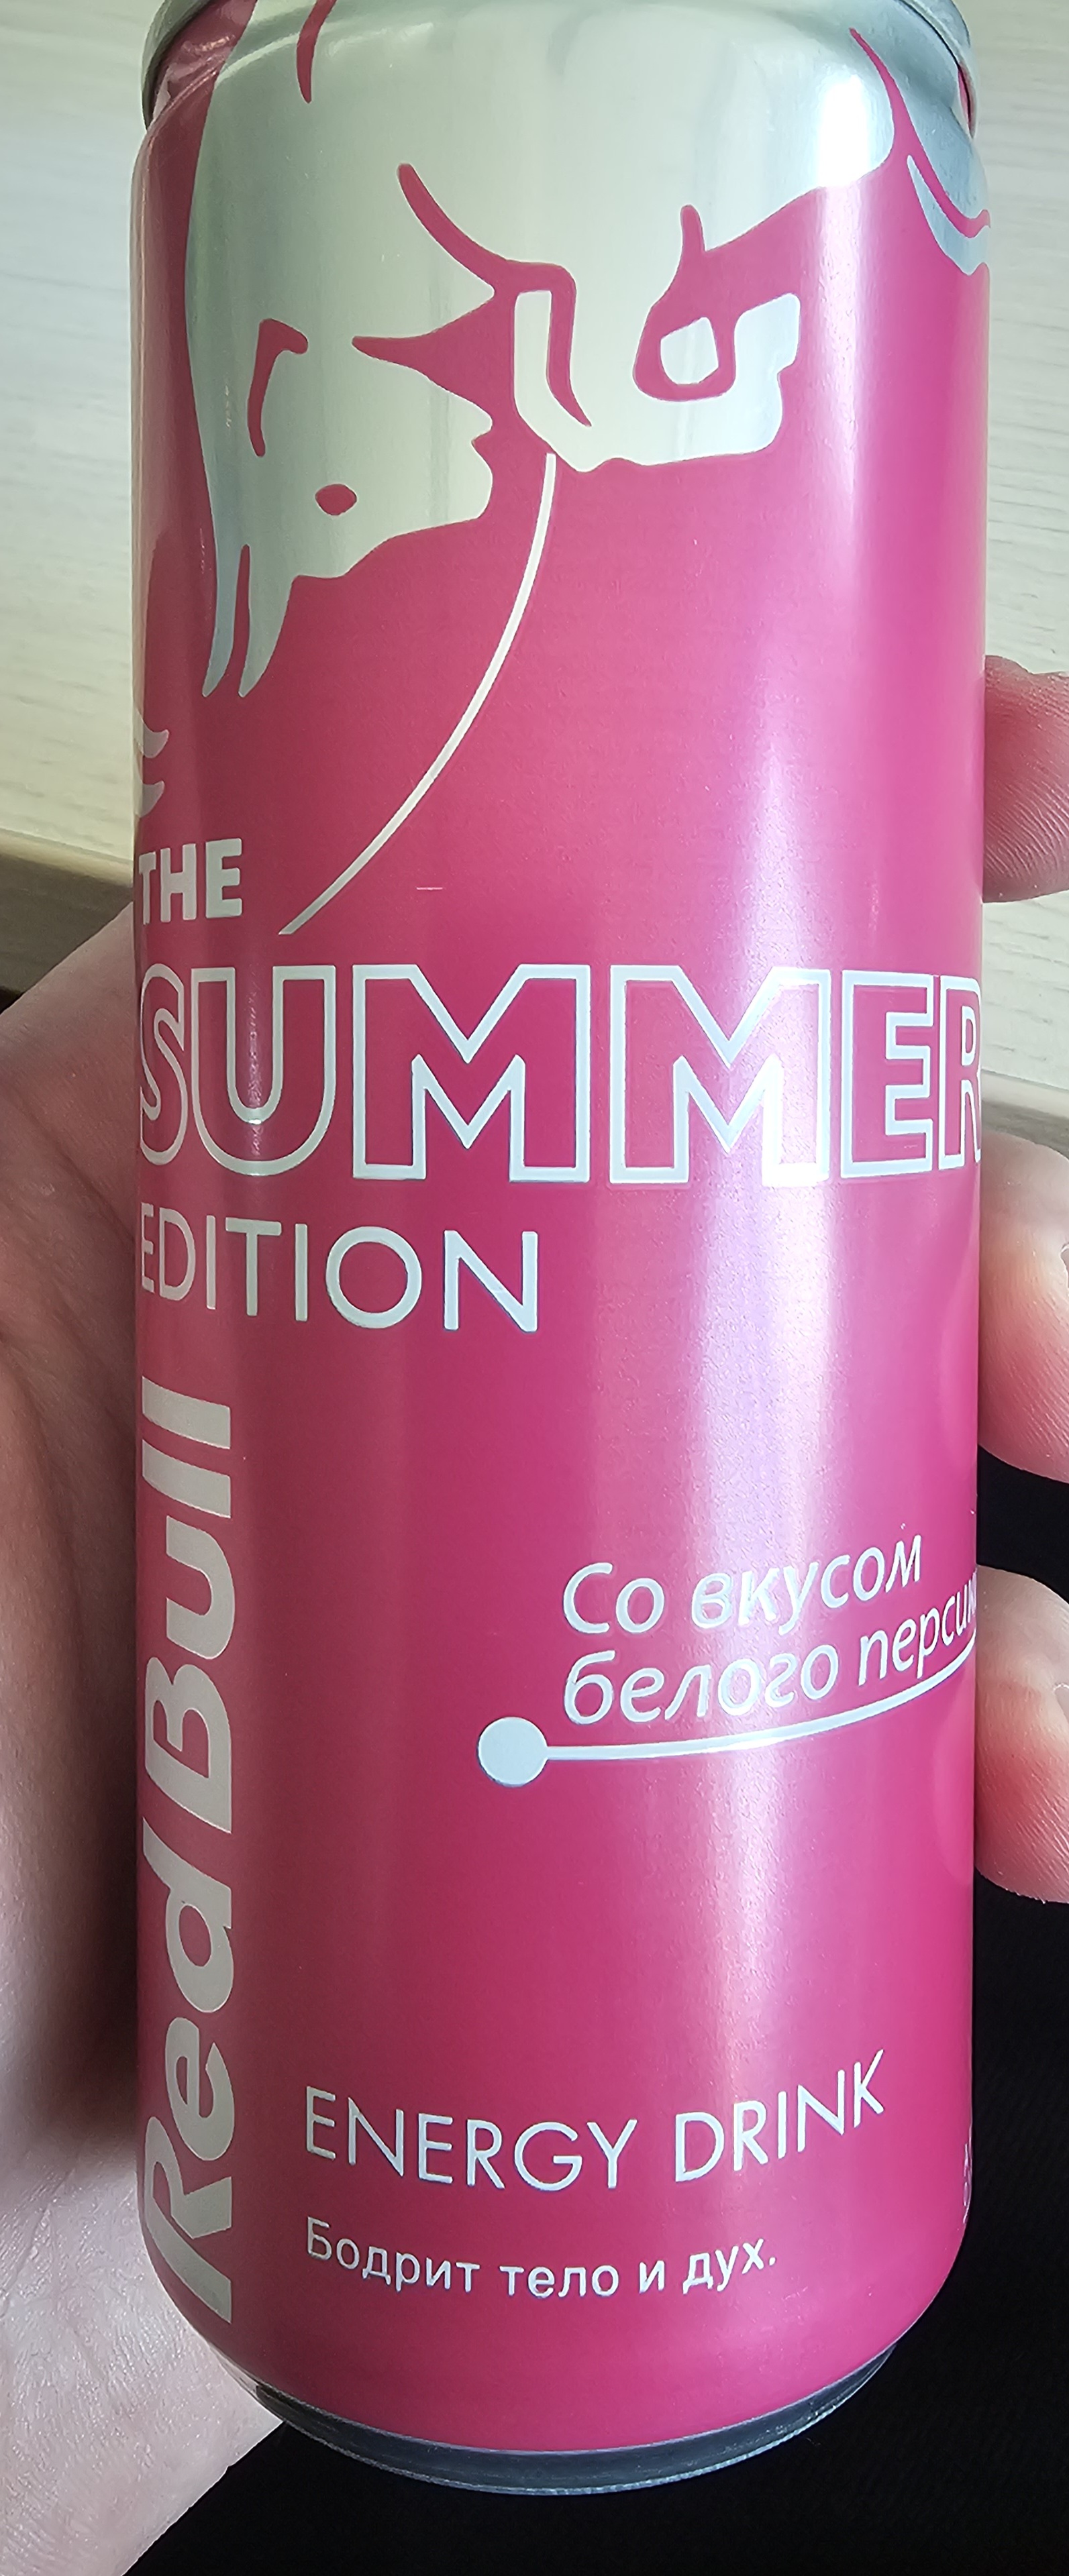 THE
SUMMER
EDITION
Red Bull
Со вкусом
белого
ENERGY DRINK
Бодрит тело и дух.